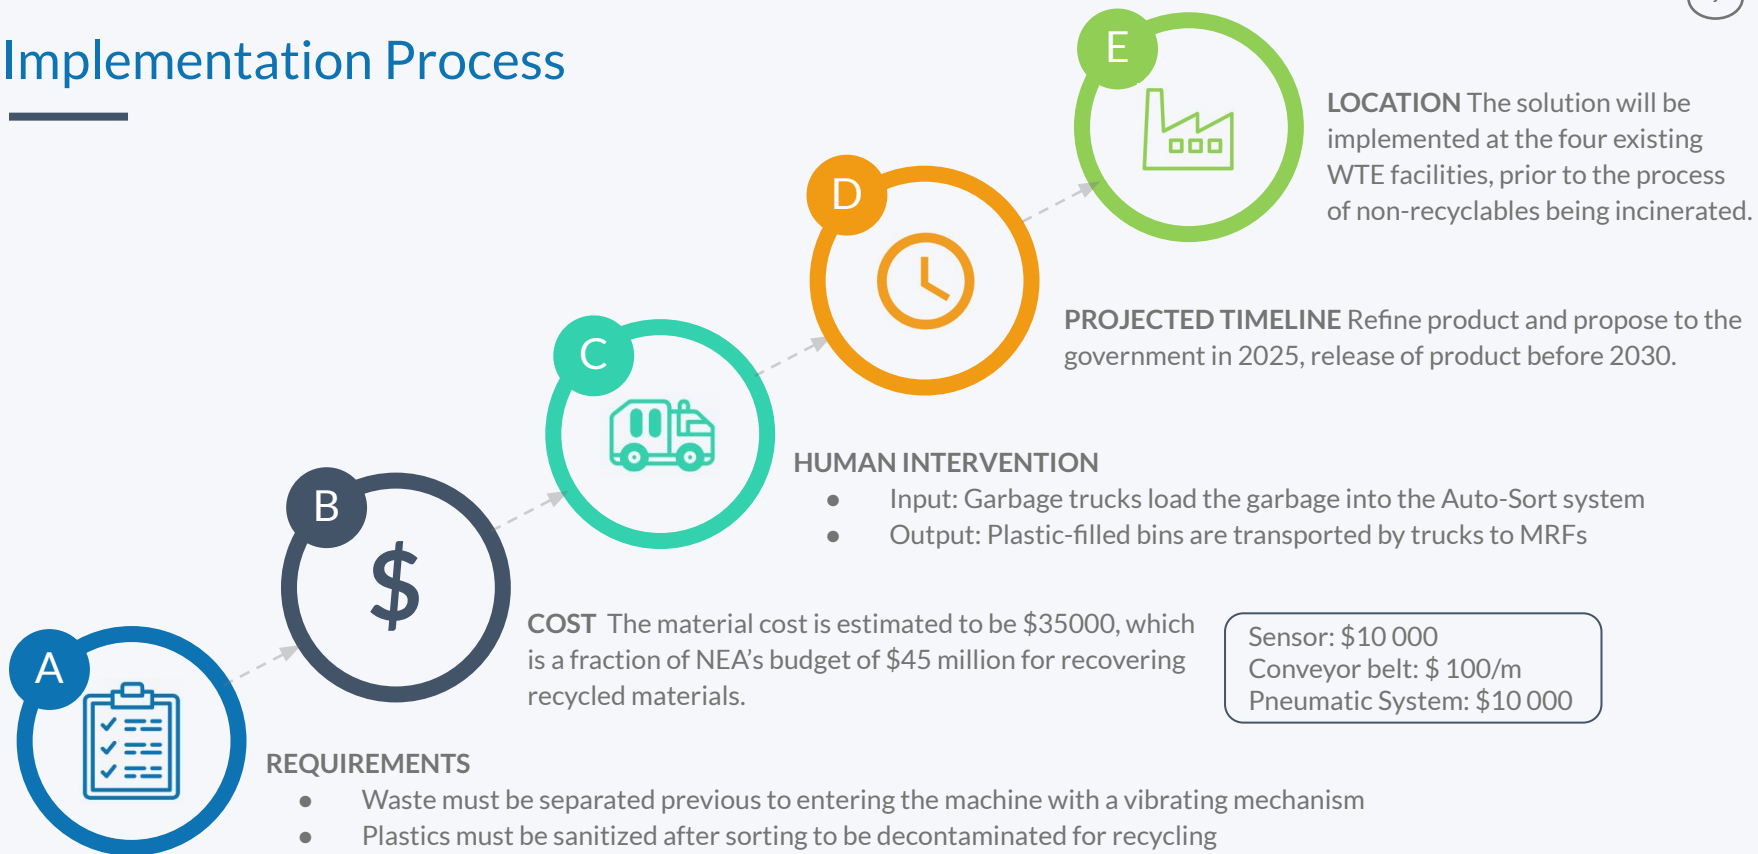 Implementation Process
E
LOCATION The solution will be
implemented at the four existing
WTE facilities, prior to the process
of non-recyclables being incinerated.
D
PROJECTED TIMELINE Refine product and propose to the
government in 2025, release of product before 2030.
C
HUMAN INTERVENTION
● Input: Garbage trucks load the garbage into the Auto-Sort system
● Output: Plastic-filled bins are transported by trucks to MRFs
B
$
COST The material cost is estimated to be $35000, which
is a fraction of NEA's budget of $45 million for recovering
recycled materials.
Sensor: $10 000
Conveyor belt: $ 100/m
Pneumatic System: $10 000
A
REQUIREMENTS
● Waste must be separated previous to entering the machine with a vibrating mechanism
● Plastics must be sanitized after sorting to be decontaminated for recycling